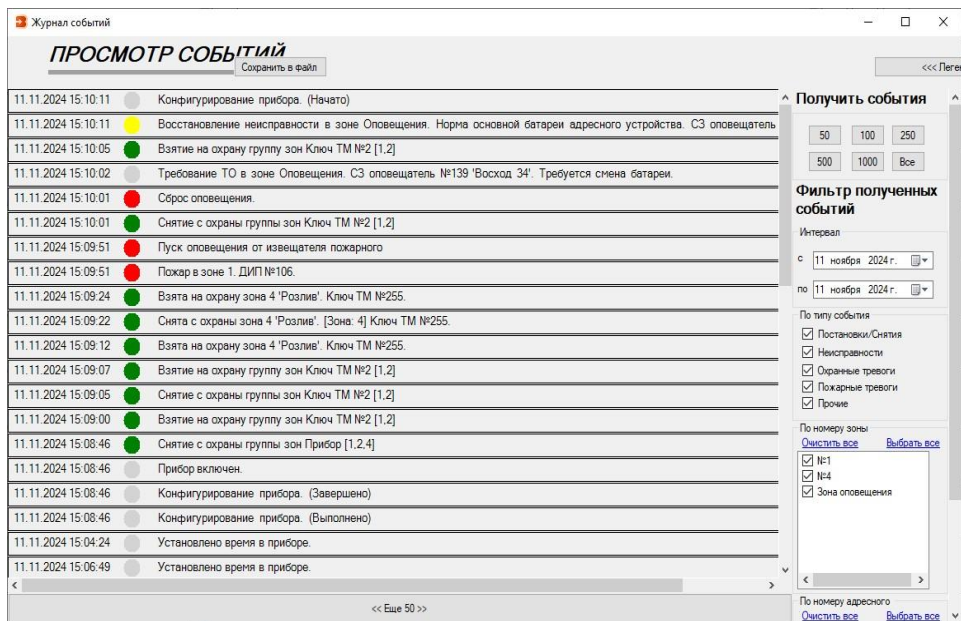 Журнал событий
ПРОСМОТР СОБЫТИЙ
Сохранить в файл
<<< Леген
11.11.2024 15:10:11 Конфигурирование прибора. (Начато)
11.11.2024 15:10:11 Восстановление неисправности в зоне Оповещения. Норма основной батареи адресного устройства. СЗ оповещатель
11.11.2024 15:10:05 Взятие на охрану группу зон Ключ ТМ №2 [1,2]
11.11.2024 15:10:02 Требование ТО в зоне Оповещения. СЗ оповещатель №139 'Восход 34'. Требуется смена батареи.
11.11.2024 15:10:01 Сброс оповещения.
11.11.2024 15:10:01 Снятие с охраны группы зон Ключ ТМ №2 [1,2]
11.11.2024 15:09:51 Пуск оповещения от извещателя пожарного
11.11.2024 15:09:51 Пожар в зоне 1. ДИП №106.
11.11.2024 15:09:24 Взята на охрану зона 4 'Розлив'. Ключ ТМ №255.
11.11.2024 15:09:22 Снята с охраны зона 4 'Розлив'. [Зона: 4] Ключ ТМ №255.
11.11.2024 15:09:12 Взята на охрану зона 4 'Розлив'. Ключ ТМ №255.
11.11.2024 15:09:07 Взятие на охрану группу зон Ключ ТМ №2 [1,2]
11.11.2024 15:09:05 Снятие с охраны группы зон Ключ ТМ №2 [1,2]
11.11.2024 15:09:00 Взятие на охрану группу зон Ключ ТМ №2 [1,2]
11.11.2024 15:08:46 Снятие с охраны группы зон Прибор [1,2,4]
11.11.2024 15:08:46 Прибор включен.
11.11.2024 15:08:46 Конфигурирование прибора. (Завершено)
11.11.2024 15:08:46 Конфигурирование прибора. (Выполнено)
11.11.2024 15:04:24 Установлено время в приборе.
11.11.2024 15:06:49 Установлено время в приборе.
<< Еще 50 >>
Получить события
50 100 250
500 1000 Все
Фильтр полученных
событий
Интервал
с 11 ноября 2024 г.
по 11 ноября 2024 г.
По типу события
Постановки/Снятия
Неисправности
Охранные тревоги
Пожарные тревоги
Прочие
По номеру зоны
Очистить все Выбрать все
№1
№4
Зона оповещения
По номеру адресного
Очистить все Выбрать все